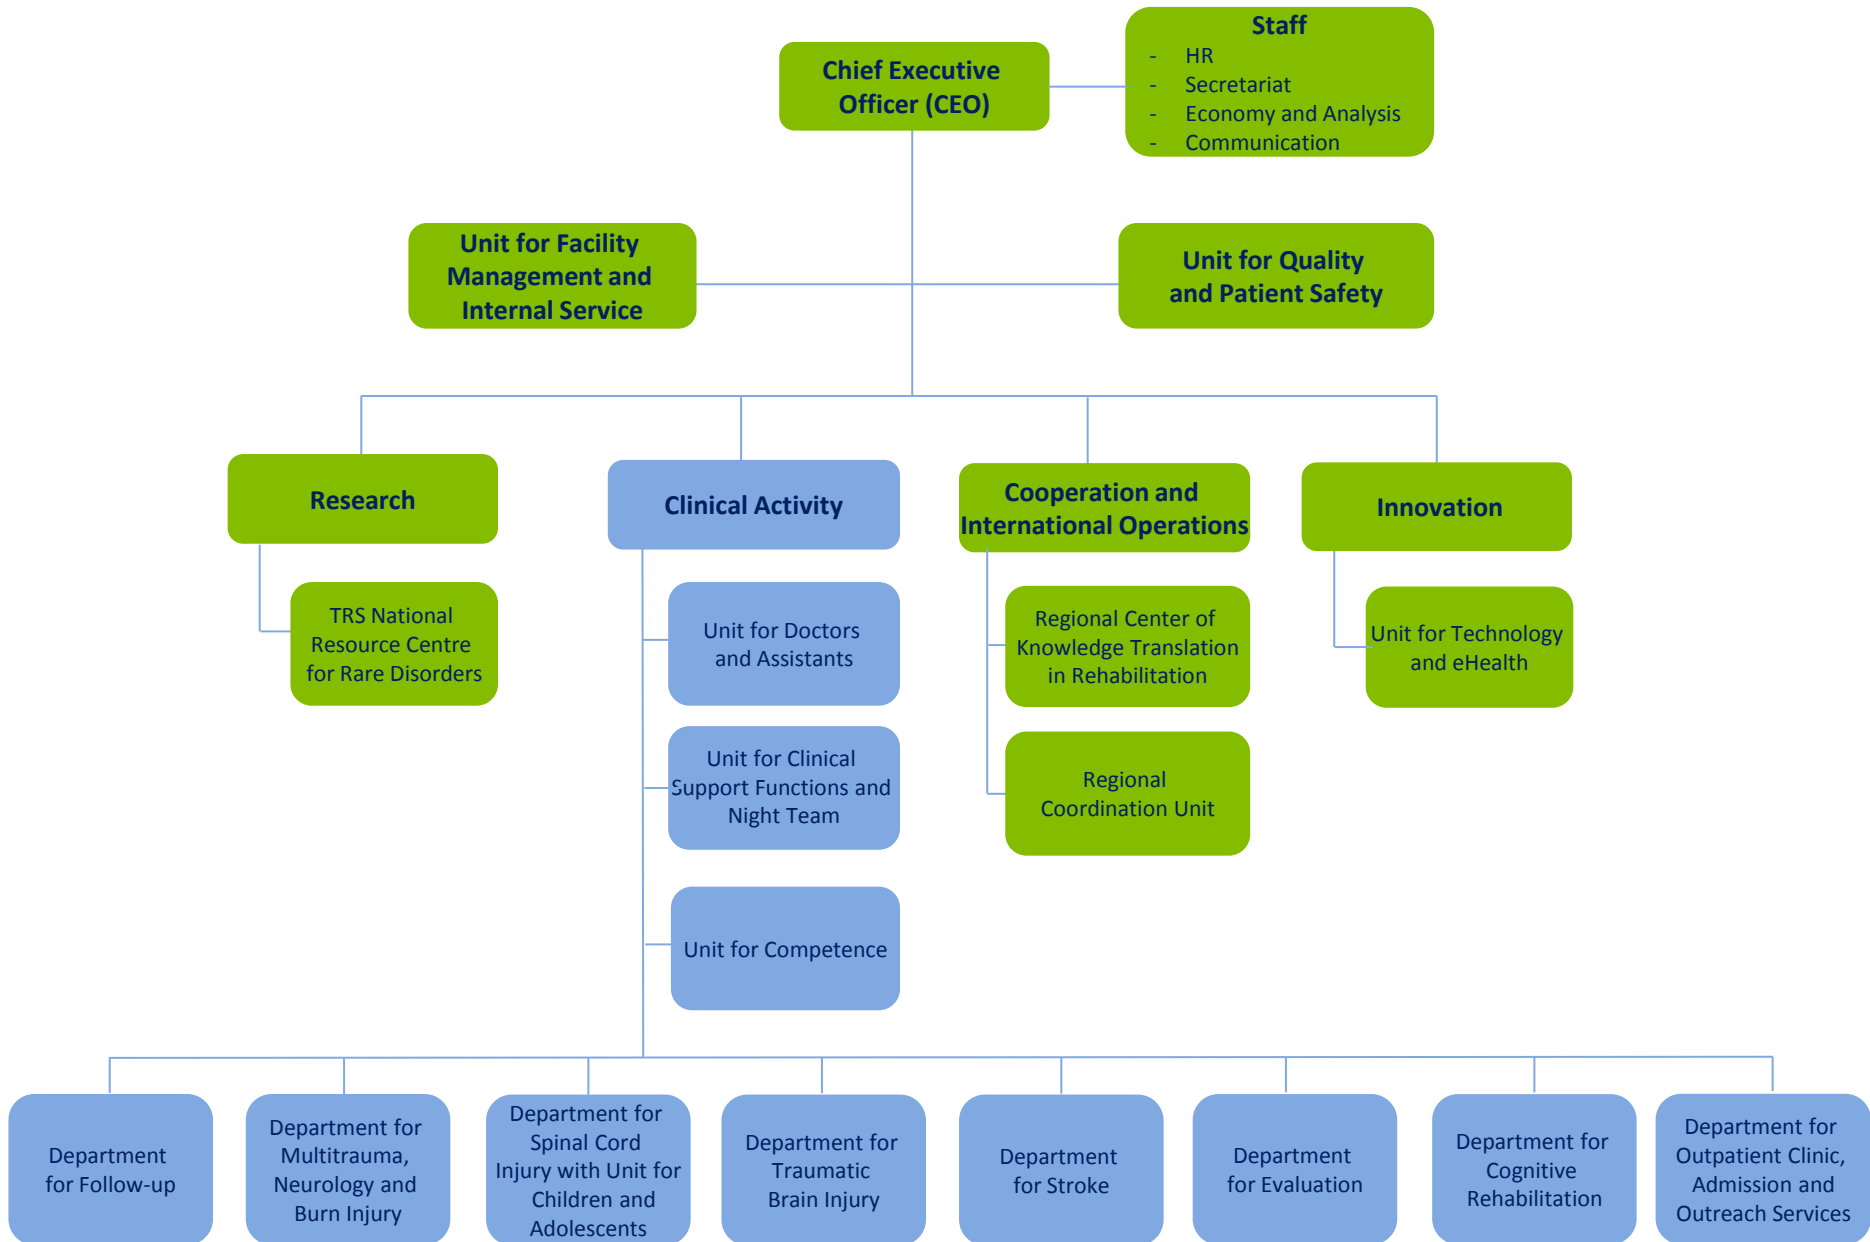 Chief Executive
Officer (CEO)
Staff
- HR
- Secretariat
- Economy and Analysis
- Communication
Unit for Facility
Management and
Internal Service
Unit for Quality
and Patient Safety
Research
Clinical Activity
Cooperation and
International Operations
Innovation
TRS National
Resource Centre
for Rare Disorders
Unit for Doctors
and Assistants
Unit for Clinical
Support Functions and
Night Team
Unit for Competence
Regional Center of
Knowledge Translation
in Rehabilitation
Regional
Coordination Unit
Unit for Technology
and eHealth
Department
for Follow-up
Department for
Multitrauma,
Neurology and
Burn Injury
Department for
Spinal Cord
Injury with Unit for
Children and
Adolescents
Department for
Traumatic
Brain Injury
Department
for Stroke
Department
for Evaluation
Department for
Cognitive
Rehabilitation
Department for
Outpatient Clinic,
Admission and
Outreach Services